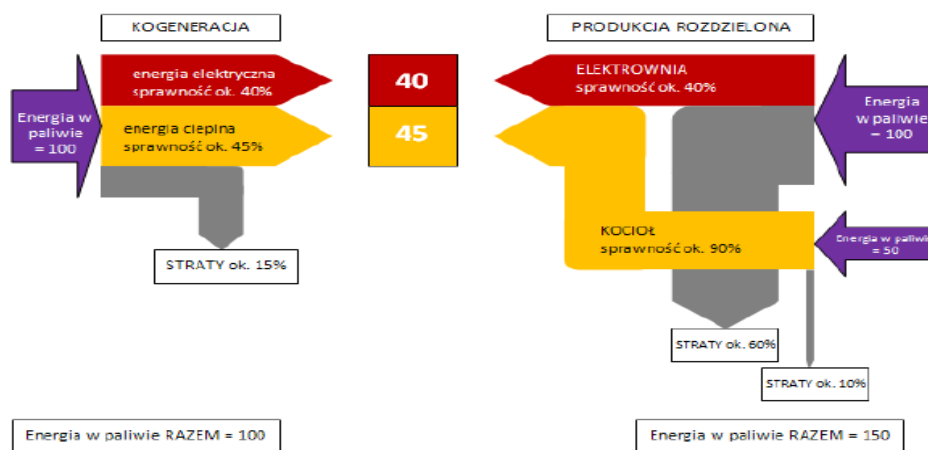 KOGENERACJA
PRODUKCJA ROZDZIELONA
Energia w
paliwie
= 100
energia elektryczna
sprawność ok. 40%
energia cieplna
sprawność ok. 45%
STRATY ok. 15%
40
45
ELEKTROWNIA
sprawność ok. 40%
Energia
w paliwie
= 100
KOCIOŁ
sprawność ok. 90%
Energia w paliwie
= 50
STRATY ok. 60%
STRATY ok. 10%
Energia w paliwie RAZEM = 100
Energia w paliwie RAZEM = 150